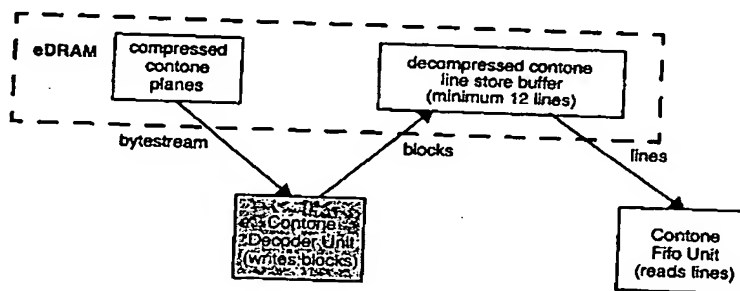 eDRAM
compressed
contone
planes
decompressed contone
line store buffer
(minimum 12 lines)
bytestream
blocks
lines
Contone
Decoder Unit
(writes blocks)
Contone
Fifo Unit
(reads lines)